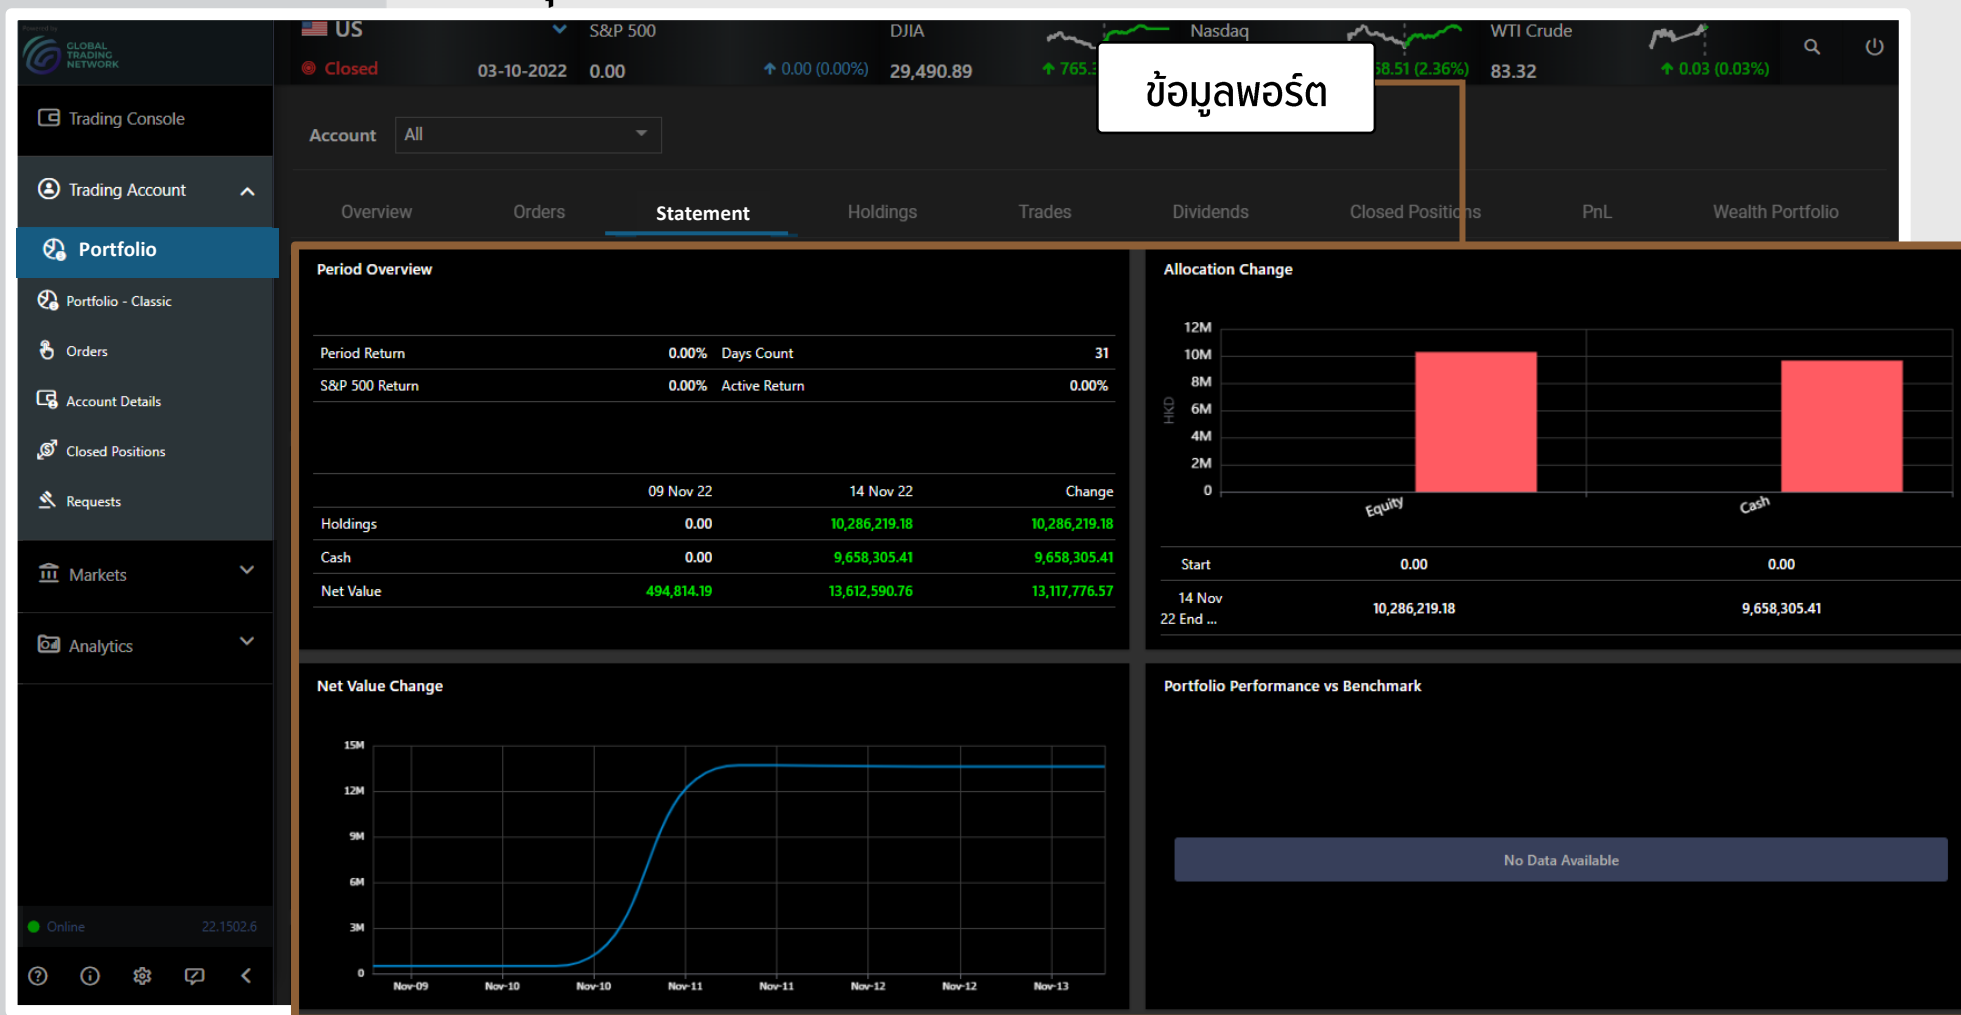 Powered by
GLOBAL
TRADING
NETWORK
US
Closed
03-10-2022
S&P 500
0.00
0.00 (0.00%)
DJIA
29,490.89
Nasdaq
(2.36%)
WTI Crude
83.32
0.03 (0.03%)
ข้อมูลพอร์ต
Trading Console
Trading Account
Portfolio
Portfolio - Classic
Orders
Account Details
Closed Positions
Requests
Markets
Analytics
Online
22.1502.6
Account
All
Overview
Orders
Statement
Holdings
Trades
Dividends
Closed Positions
PnL
Wealth Portfolio
Period Overview
Period Return 0.00% Days Count 31
S&P 500 Return 0.00% Active Return 0.00%
09 Nov 22 14 Nov 22 Change
Holdings 0.00 10,286,219.18 10,286,219.18
Cash 0.00 9,658,305.41 9,658,305.41
Net Value 494,814.19 13,612,590.76 13,117,776.57
Allocation Change
12M
10M
8M
6M
4M
2M
0
HKD
Equity
Cash
Start 0.00 0.00
14 Nov
22 End ... 10,286,219.18 9,658,305.41
Net Value Change
15M
12M
9M
6M
3M
0
Nov-09 Nov-10 Nov-10 Nov-11 Nov-11 Nov-12 Nov-12 Nov-13
Portfolio Performance vs Benchmark
No Data Available